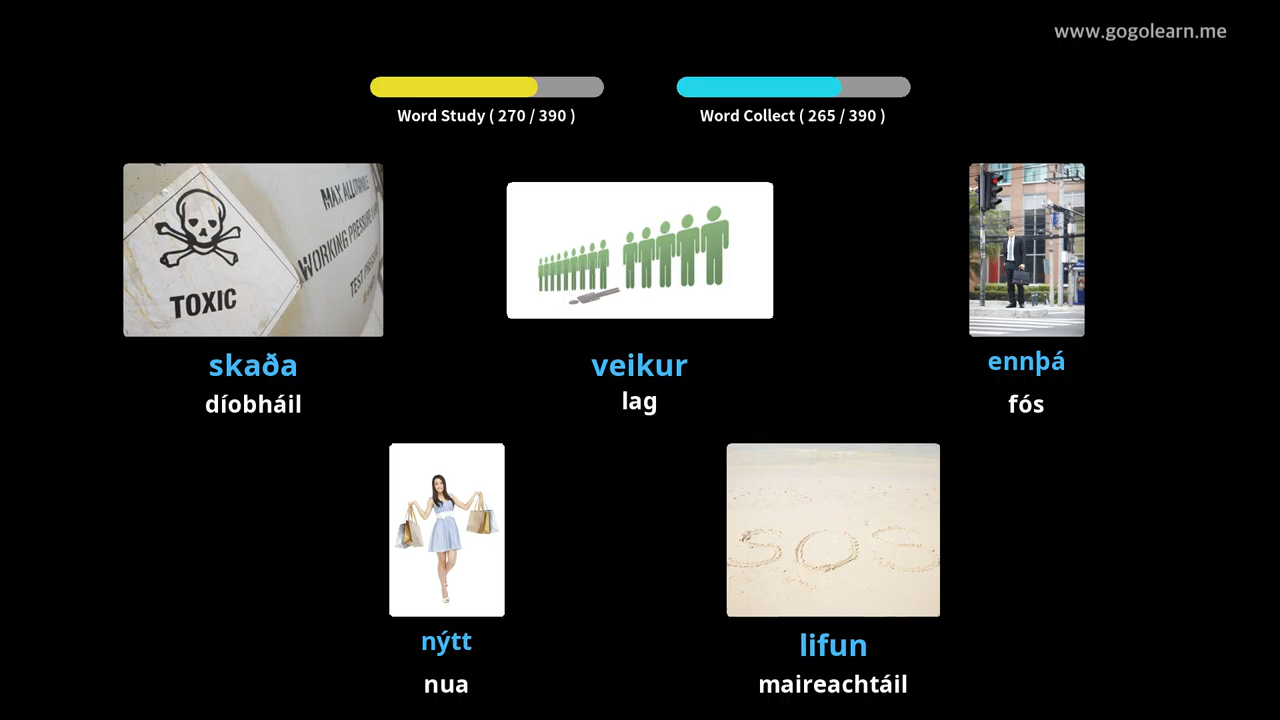 www.gogolearn.me
Word Study ( 270 / 390 )
Word Collect ( 265 / 390 )
TOXIC
MAX ALLOWABLE
WORKING PRESSURE
TEST
skaða
díobháil
veikur
lag
ennþá
fós
SOS
nýtt
nua
lifun
maireachtáil